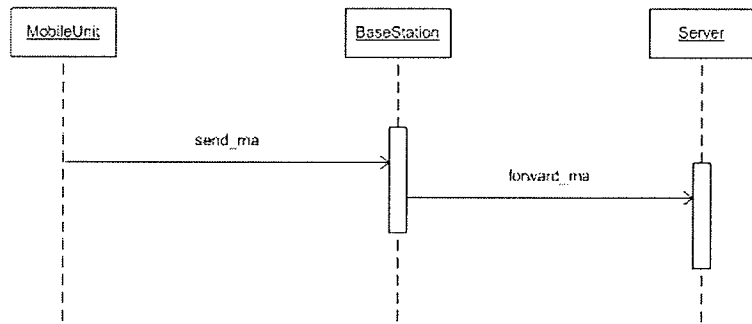 MobileUnit
BaseStation
Server
send_ma
forward_ma